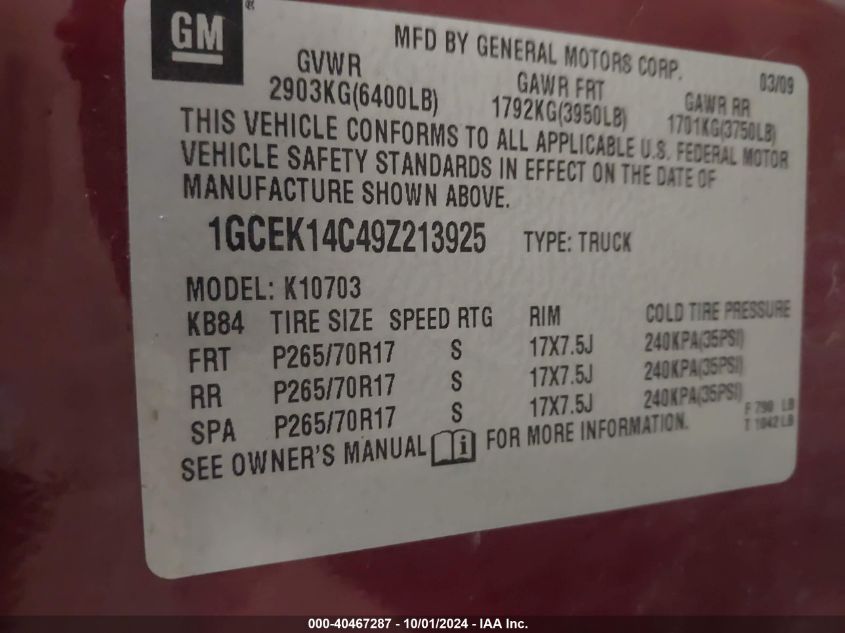 GM
MFD BY GENERAL MOTORS CORP. 03/09
GVWR GAWR FRT GAWR RR
2903KG(6400LB) 1792KG(3950LB) 1701KG(3750LB)
THIS VEHICLE CONFORMS TO ALL APPLICABLE U.S. FEDERAL MOTOR
VEHICLE SAFETY STANDARDS IN EFFECT ON THE DATE OF
MANUFACTURE SHOWN ABOVE.
1GCEK14C49Z213925 TYPE: TRUCK
MODEL: K10703
KB84 TIRE SIZE SPEED RTG RIM COLD TIRE PRESSURE
FRT P265/70R17 S 17X7.5J 240KPA(35PSI)
RR P265/70R17 S 17X7.5J 240KPA(35PSI)
SPA P265/70R17 S 17X7.5J 240KPA(35PSI)
F 790 LB
T 1042 LB
SEE OWNER'S MANUAL i FOR MORE INFORMATION.
000-40467287 - 10/01/2024 - IAA Inc.